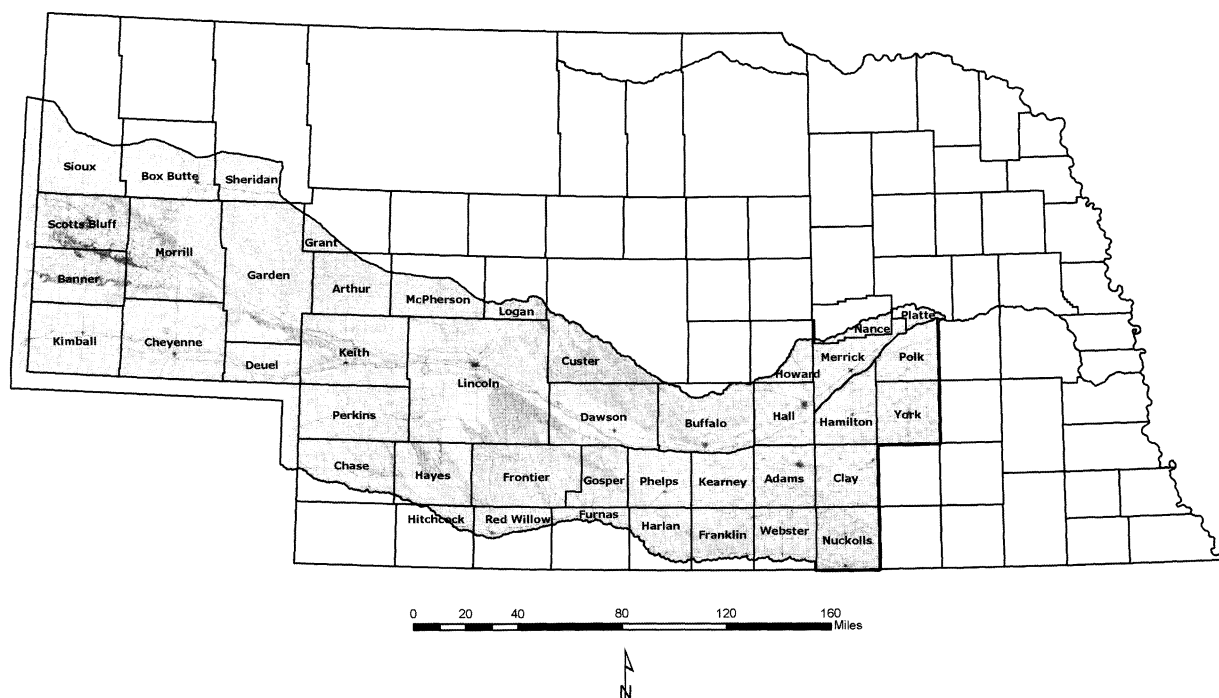 Sioux
Box Butte
Sheridan
Scotts Bluff
Morrill
Grant
Banner
Garden
Arthur
McPherson
Logan
Kimball
Cheyenne
Deuel
Keith
Lincoln
Custer
Howard
Merrick
Nance
Platte
Polk
Perkins
Dawson
Buffalo
Hall
Hamilton
York
Chase
Hayes
Frontier
Gosper
Phelps
Kearney
Adams
Clay
Hitchcock
Red Willow
Furnas
Harlan
Franklin
Webster
Nuckolls
0 20 40 80 120 160
Miles
N